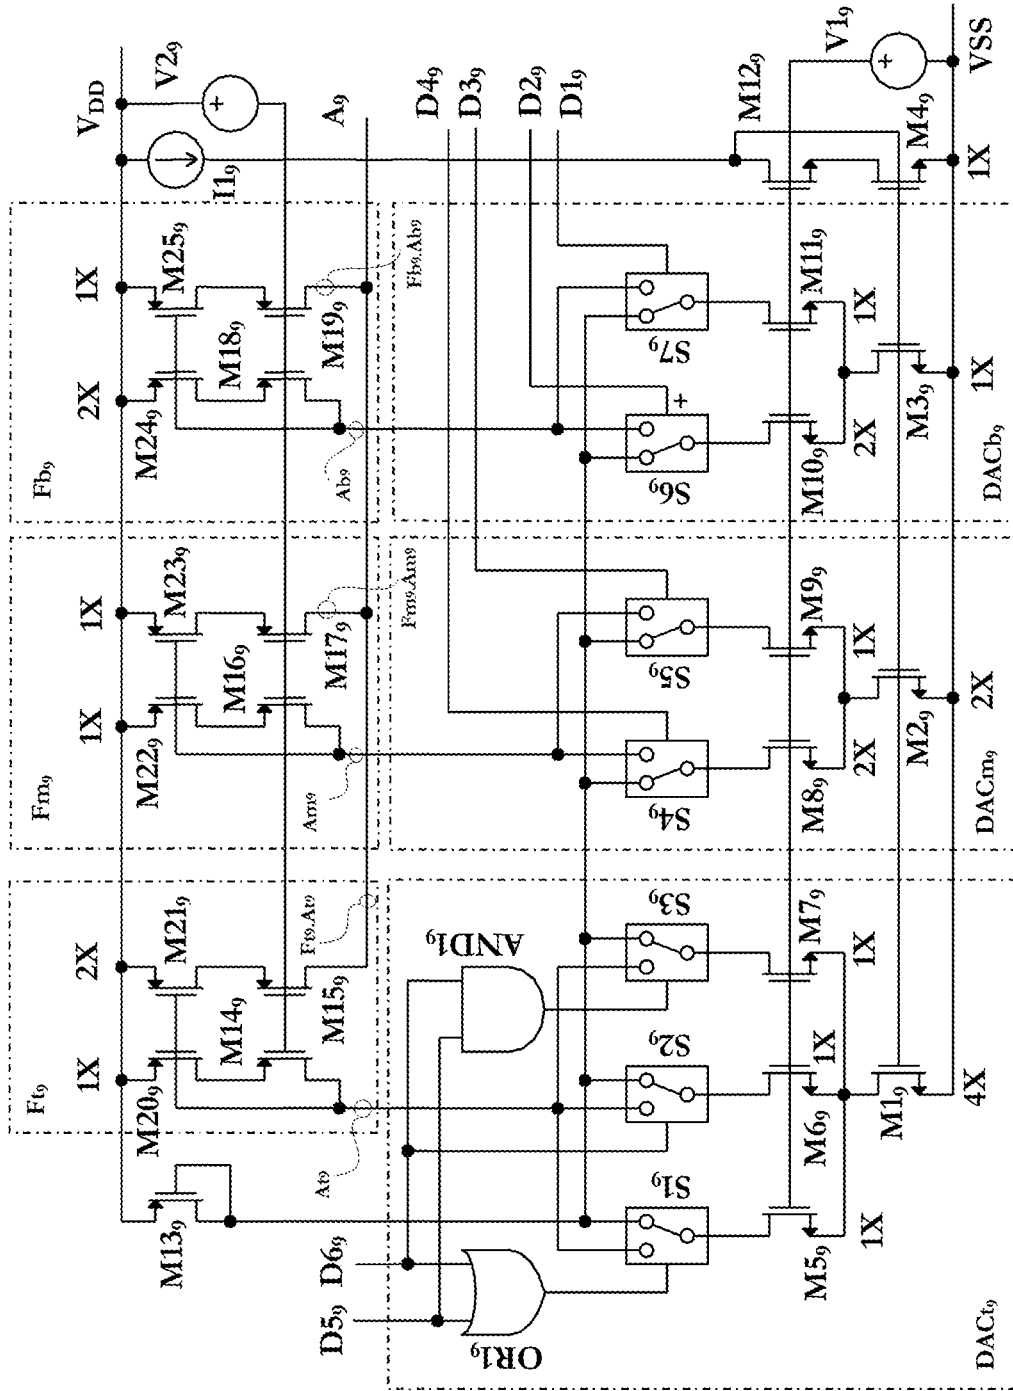 V_DD
V2₉
I1₉
A₉
D4₉
D3₉
D2₉
D1₉
M12₉
V1₉
M4₉
1X
VSS
Fb₉
2X
1X
M24₉
M25₉
M18₉
M19₉
Ab₉
Fb₉.Ab₉
S6₉
+
S7₉
M10₉
M11₉
2X
1X
M3₉
1X
DACb₉
Fm₉
1X
1X
M22₉
M23₉
M16₉
M17₉
Am₉
Fm₉.Am₉
S4₉
S5₉
M8₉
M9₉
2X
1X
M2₉
2X
DACm₉
Ft₉
1X
2X
M20₉
M21₉
M14₉
M15₉
At₉
Ft₉.At₉
M13₉
D6₉
D5₉
OR1₉
AND1₉
S1₉
S2₉
S3₉
M5₉
M6₉
M7₉
1X
1X
1X
M1₉
4X
DACt₉